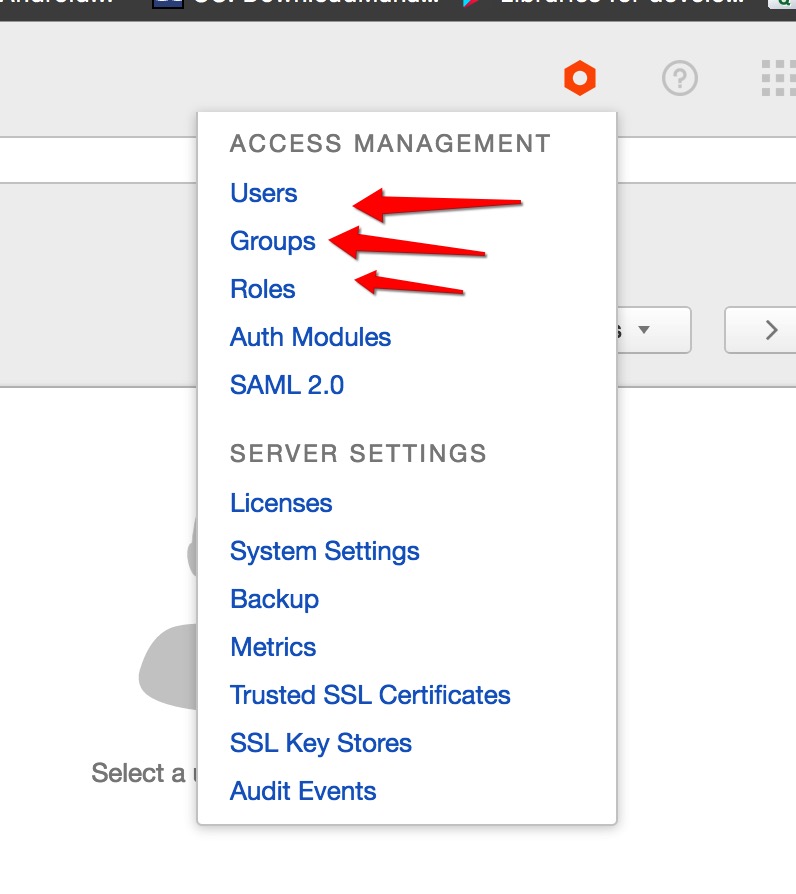 ACCESS MANAGEMENT
Users
Groups
Roles
Auth Modules
SAML 2.0
SERVER SETTINGS
Licenses
System Settings
Backup
Metrics
Trusted SSL Certificates
SSL Key Stores
Select a
Audit Events